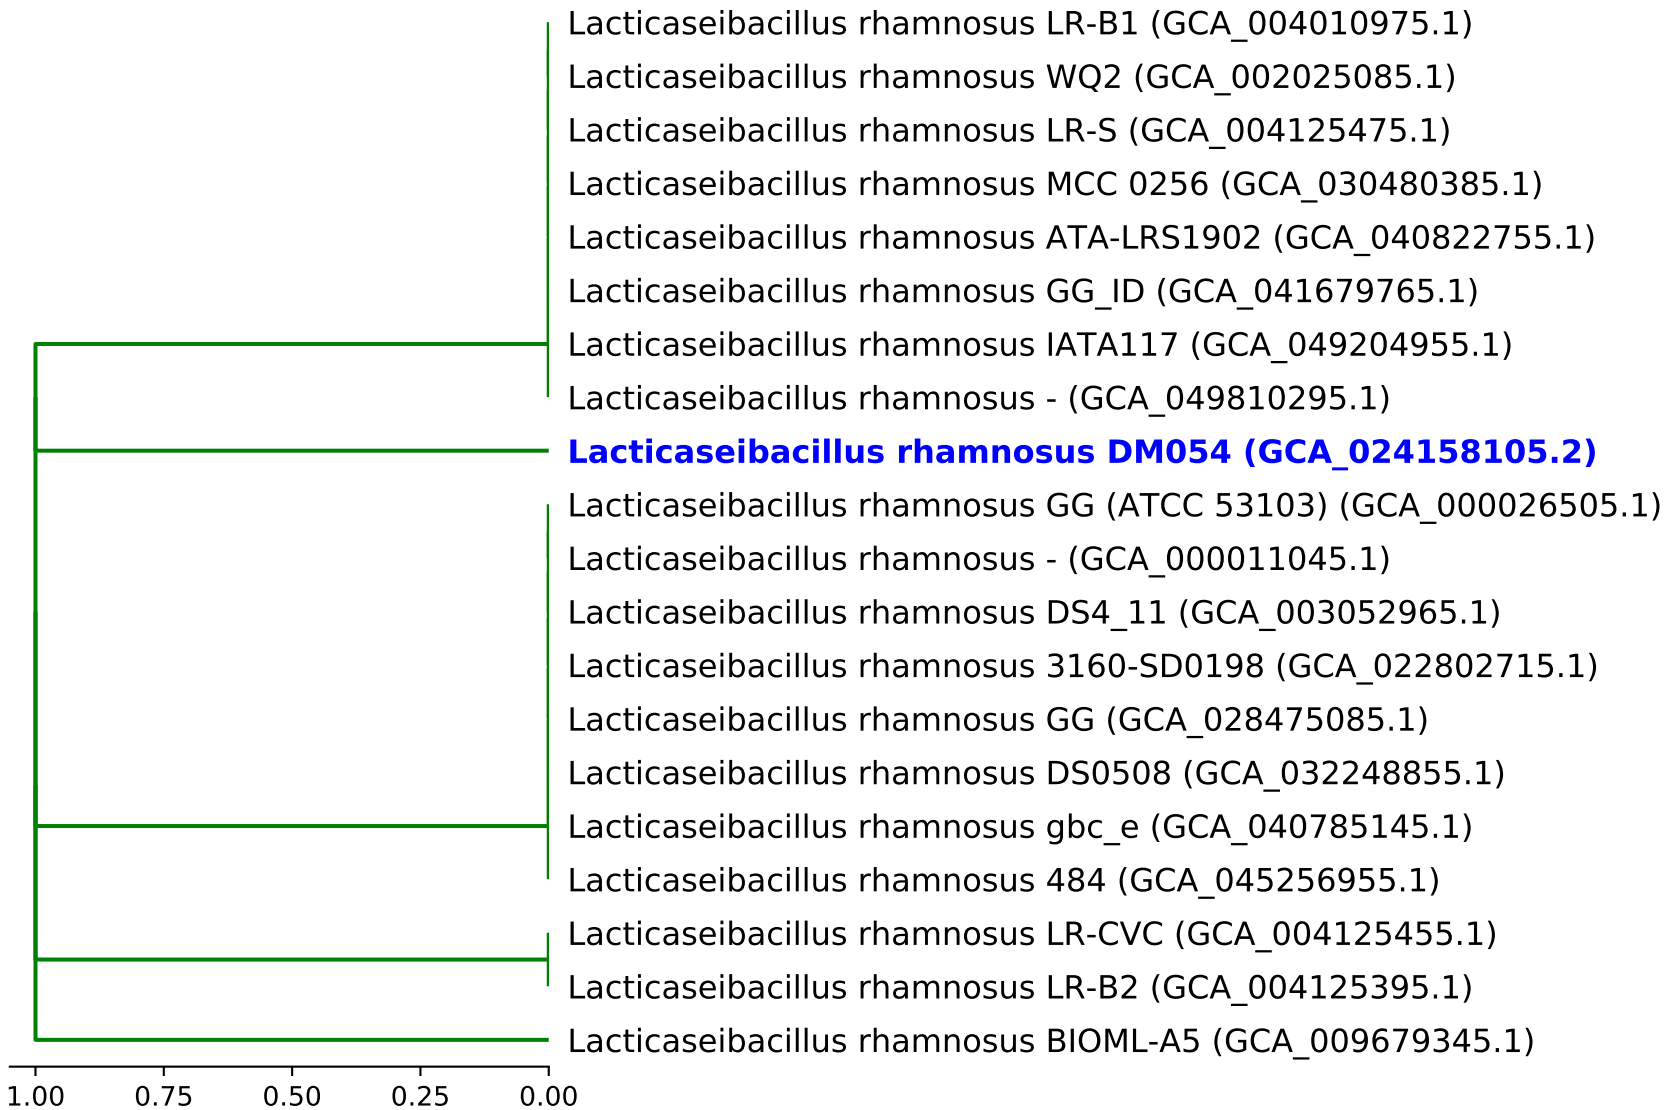 Lacticaseibacillus rhamnosus LR-B1 (GCA_004010975.1)
Lacticaseibacillus rhamnosus WQ2 (GCA_002025085.1)
Lacticaseibacillus rhamnosus LR-S (GCA_004125475.1)
Lacticaseibacillus rhamnosus MCC 0256 (GCA_030480385.1)
Lacticaseibacillus rhamnosus ATA-LRS1902 (GCA_040822755.1)
Lacticaseibacillus rhamnosus GG_ID (GCA_041679765.1)
Lacticaseibacillus rhamnosus IATA117 (GCA_049204955.1)
Lacticaseibacillus rhamnosus - (GCA_049810295.1)
Lacticaseibacillus rhamnosus DM054 (GCA_024158105.2)
Lacticaseibacillus rhamnosus GG (ATCC 53103) (GCA_000026505.1)
Lacticaseibacillus rhamnosus - (GCA_000011045.1)
Lacticaseibacillus rhamnosus DS4_11 (GCA_003052965.1)
Lacticaseibacillus rhamnosus 3160-SD0198 (GCA_022802715.1)
Lacticaseibacillus rhamnosus GG (GCA_028475085.1)
Lacticaseibacillus rhamnosus DS0508 (GCA_032248855.1)
Lacticaseibacillus rhamnosus gbc_e (GCA_040785145.1)
Lacticaseibacillus rhamnosus 484 (GCA_045256955.1)
Lacticaseibacillus rhamnosus LR-CVC (GCA_004125455.1)
Lacticaseibacillus rhamnosus LR-B2 (GCA_004125395.1)
Lacticaseibacillus rhamnosus BIOML-A5 (GCA_009679345.1)
1.00 0.75 0.50 0.25 0.00